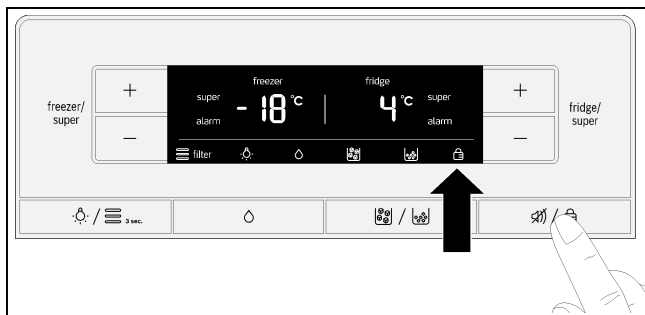 freezer/
super
+
−
super
alarm
freezer
-18°C
fridge
4°C
super
alarm
filter
+
−
fridge/
super
/ 3 sec.
/
/